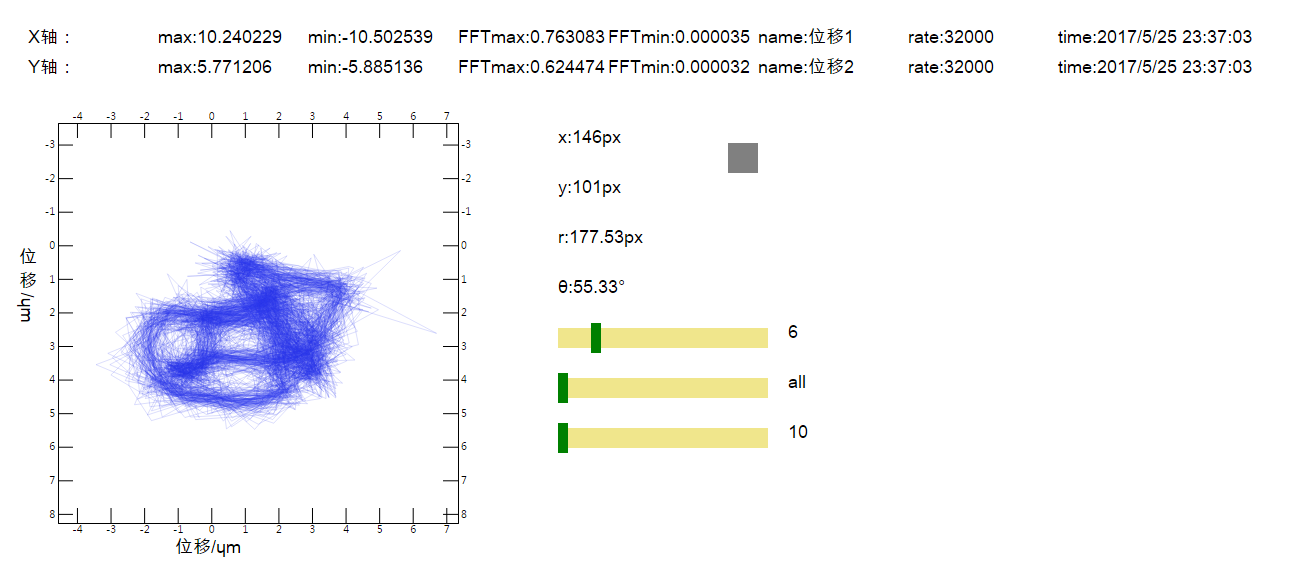 X轴： max:10.240229 min:-10.502539 FFTmax:0.763083 FFTmin:0.000035 name:位移1 rate:32000 time:2017/5/25 23:37:03
Y轴： max:5.771206 min:-5.885136 FFTmax:0.624474 FFTmin:0.000032 name:位移2 rate:32000 time:2017/5/25 23:37:03
-4 -3 -2 -1 0 1 2 3 4 5 6 7
-3 -3
-2 -2
-1 -1
0 0
1 1
2 2
3 3
4 4
5 5
6 6
7 7
8 8
-4 -3 -2 -1 0 1 2 3 4 5 6 7
位移/ųm
位移/ųm
x:146px
y:101px
r:177.53px
θ:55.33°
6
all
10